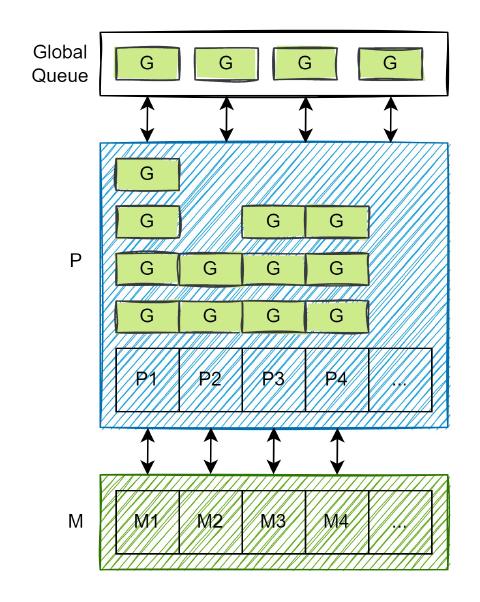 Global
Queue
G G G G
G
G G G
P
G G G G
G G G G
P1 P2 P3 P4 ...
M
M1 M2 M3 M4 ...